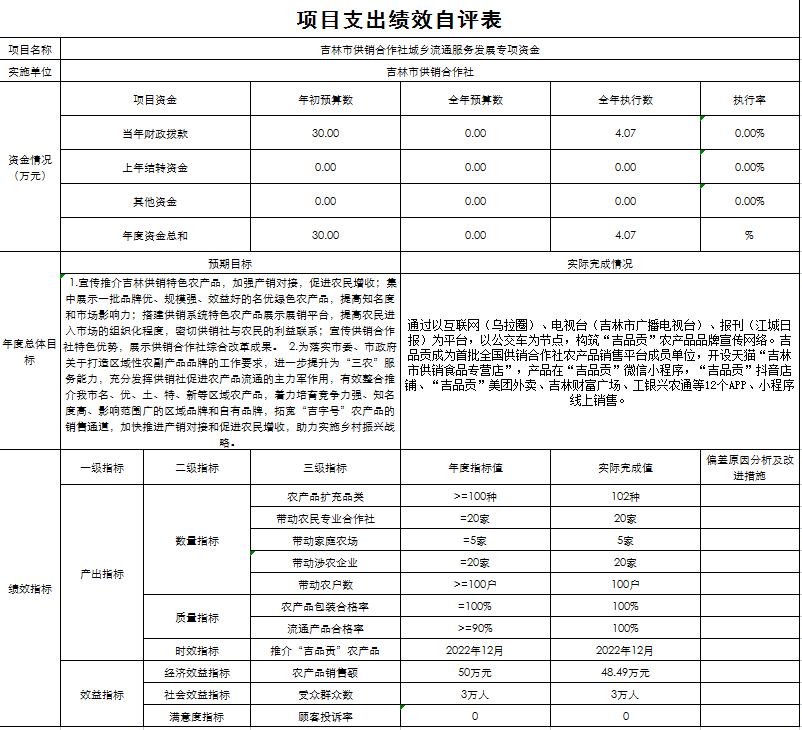 项目支出绩效自评表
项目名称 吉林市供销合作社城乡流通服务发展专项资金
实施单位 吉林市供销合作社
资金情况（万元） 项目资金 年初预算数 全年预算数 全年执行数 执行率
当年财政拨款 30.00 0.00 4.07 0.00%
上年结转资金 0.00 0.00 0.00 0.00%
其他资金 0.00 0.00 0.00 0.00%
年度资金总和 30.00 0.00 4.07 %
年度总体目标 预期目标 实际完成情况
1.宣传推介吉林供销特色农产品，加强产销对接，促进农民增收；集
中展示一批品牌优、规模强、效益好的名优绿色农产品，提高知名度
和市场影响力；搭建供销系统特色农产品展示展销平台，提高农民进
入市场的组织化程度，密切供销社与农民的利益联系；宣传供销合作
社特色优势，展示供销合作社综合改革成果。 2.为落实市委、市政府
关于打造区域性农副产品品牌的工作要求，进一步提升为“三农”服
务能力，充分发挥供销社促进农产品流通的主力军作用，有效整合推
介我市名、优、土、特、新等区域农产品，着力培育竞争力强、知名
度高、影响范围广的区域品牌和自有品牌，拓宽“吉字号”农产品的
销售通道，加快推进产销对接和促进农民增收，助力实施乡村振兴战
略。
通过以互联网（乌拉圈）、电视台（吉林市广播电视台）、报刊（江城日
报）为平台，以公交车为节点，构筑“吉品贡”农产品品牌宣传网络。吉
品贡成为首批全国供销合作社农产品销售平台成员单位，开设天猫“吉林
市供销食品专营店”，产品在“吉品贡”微信小程序，“吉品贡”抖音店
铺、“吉品贡”美团外卖、吉林财富广场、工银兴农通等12个APP、小程序
线上销售。
绩效指标 一级指标 二级指标 三级指标 年度指标值 实际完成值 偏差原因分析及改进措施
产出指标 数量指标 农产品扩充品类 >=100种 102种
带动农民专业合作社 =20家 20家
带动家庭农场 =5家 5家
带动涉农企业 =20家 20家
带动农户数 >=100户 100户
质量指标 农产品包装合格率 =100% 100%
流通产品合格率 >=90% 100%
时效指标 推介“吉品贡”农产品 2022年12月 2022年12月
效益指标 经济效益指标 农产品销售额 50万元 48.49万元
社会效益指标 受众群众数 3万人 3万人
满意度指标 顾客投诉率 0 0